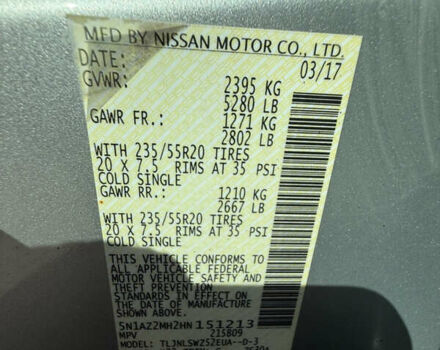 MFD BY NISSAN MOTOR CO., LTD.
DATE: 03/17
GVWR: 2395 KG
5280 LB
GAWR FR.: 1271 KG
2802 LB
WITH 235/55R20 TIRES
20 X 7.5 RIMS AT 35 PSI
COLD SINGLE
GAWR RR.: 1210 KG
2667 LB
WITH 235/55R20 TIRES
20 X 7.5 RIMS AT 35 PSI
COLD SINGLE
THIS VEHICLE CONFORMS TO
ALL APPLICABLE FEDERAL
MOTOR VEHICLE SAFETY AND
THEFT PREVENTION
STANDARDS IN EFFECT ON
THE DATE OF MANUFACTURE
SHOWN ABOVE.
5N1AZ2MH2HN151213
MPV 215809
MODEL: TLJNLSWZ52EUA--D-3